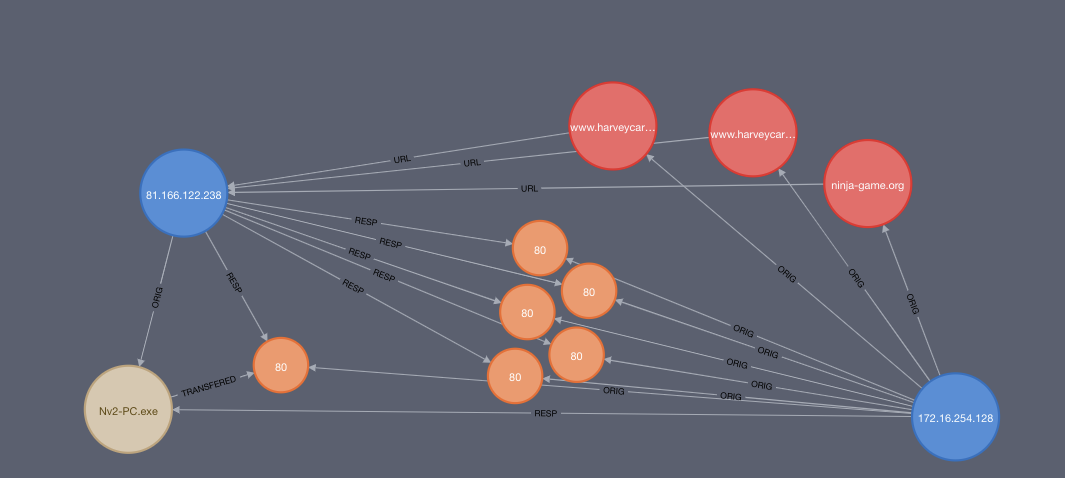 www.harveycar...
www.harveycar...
URL
URL
ninja-game.org
URL
81.166.122.238
RESP
RESP
80
RESP
RESP
ORIG
ORIG
RESP
RESP
80
ORIG
ORIG
80
ORIG
ORIG
80
ORIG
80
TRANSFERED
80
ORIG
ORIG
ORIG
Nv2-PC.exe
RESP
172.16.254.128